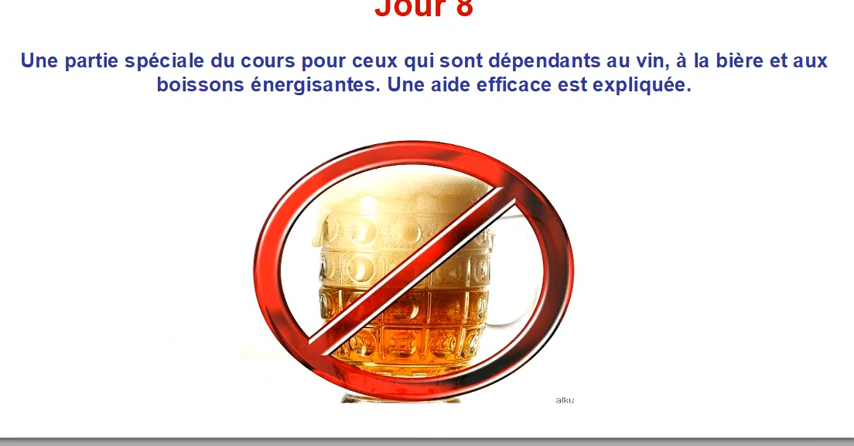 Jour 8
Une partie spéciale du cours pour ceux qui sont dépendants au vin, à la bière et aux
boissons énergisantes. Une aide efficace est expliquée.
alku